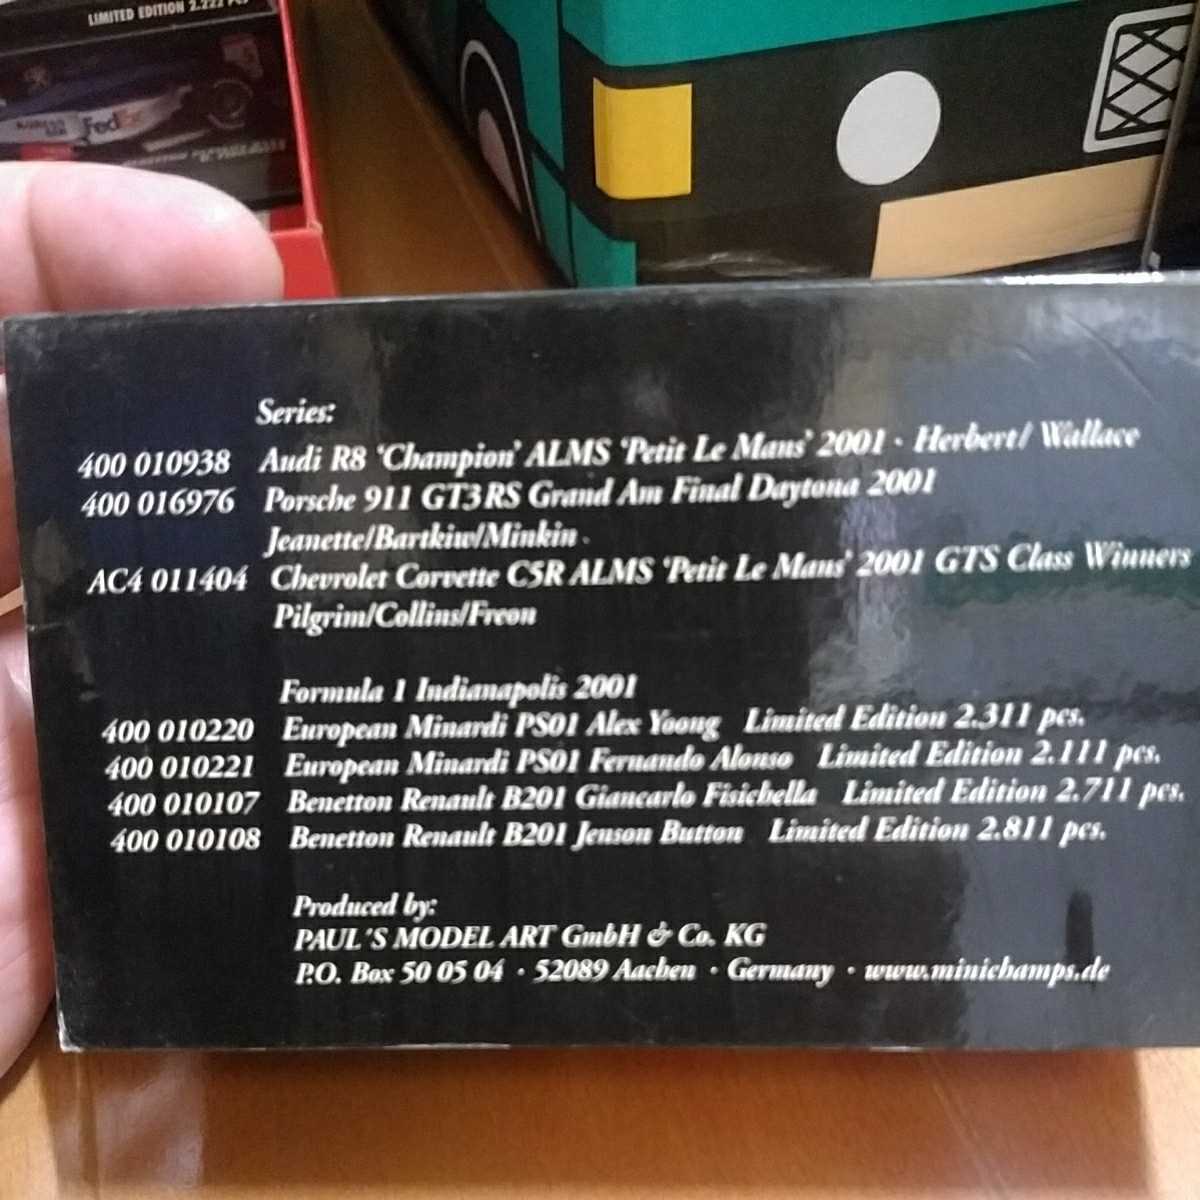 LIMITED EDITION 2.222 PCS
FedEx
Series:
400 010938 Audi R8 'Champion' ALMS 'Petit Le Mans' 2001 · Herbert/ Wallace
400 016976 Porsche 911 GT3 RS Grand Am Final Daytona 2001
Jeanette/Bartkiw/Minkin
AC4 011404 Chevrolet Corvette C5R ALMS 'Petit Le Mans' 2001 GTS Class Winners
Pilgrim/Collins/Freon
Formula 1 Indianapolis 2001
400 010220 European Minardi PS01 Alex Yoong Limited Edition 2.311 pcs.
400 010221 European Minardi PS01 Fernando Alonso Limited Edition 2.111 pcs.
400 010107 Benetton Renault B201 Giancarlo Fisichella Limited Edition 2.711 pcs.
400 010108 Benetton Renault B201 Jenson Button Limited Edition 2.811 pcs.
Produced by:
PAUL'S MODEL ART GmbH & Co. KG
P.O. Box 50 05 04 · 52089 Aachen · Germany · www.minichamps.de